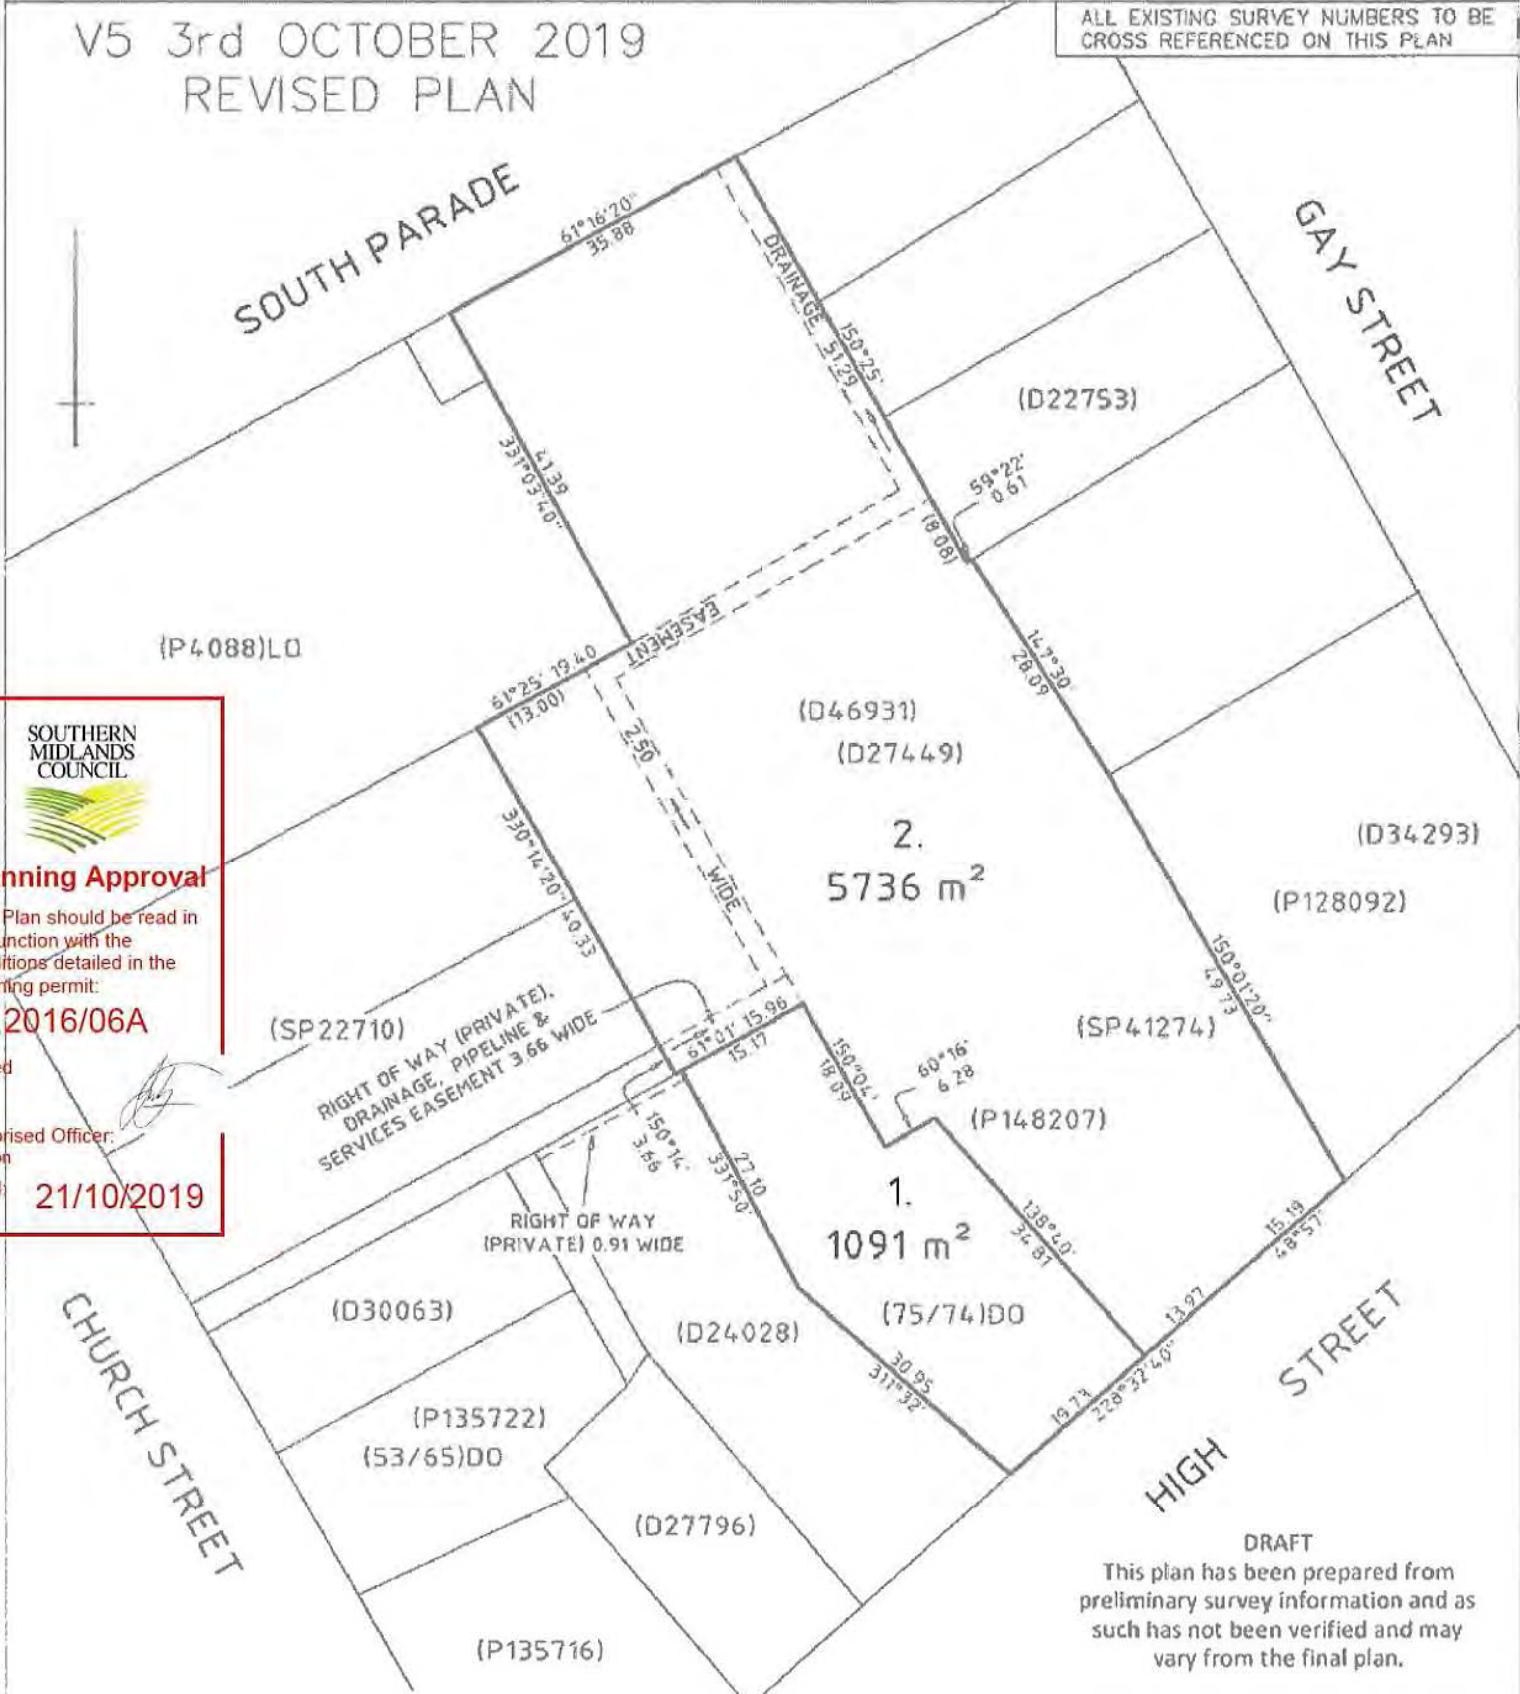 V5 3rd OCTOBER 2019
REVISED PLAN
ALL EXISTING SURVEY NUMBERS TO BE
CROSS REFERENCED ON THIS PLAN
SOUTH PARADE
61°16'20"
35.88
GAY STREET
DRAINAGE 51.29
150°25'
(D22753)
59°22'
0.61
(8.08)
41.39
331°03'40"
EASEMENT
(P4088)LO
61°25' 19.40
(13.00)
147°30'
28.09
2.50
WIDE
(D46931)
(D27449)
2.
5736 m²
(D34293)
(P128092)
330°14'20" 40.33
150°01'20"
49.73
SOUTHERN
MIDLANDS
COUNCIL
nning Approval
Plan should be read in
unction with the
itions detailed in the
ning permit:
2016/06A
ed
orised Officer:
on
21/10/2019
(SP22710)
RIGHT OF WAY (PRIVATE),
DRAINAGE, PIPELINE &
SERVICES EASEMENT 3.66 WIDE
61°01' 15.96
15.17
150°04'
18.09
60°16'
6.28
(SP41274)
(P148207)
150°14'
3.66
27.10
331°50'
RIGHT OF WAY
(PRIVATE) 0.91 WIDE
1.
1091 m²
138°40'
34.81
15.19
48°57'
13.97
(D30063)
(D24028)
(75/74)DO
30.95
311°32'
19.73
228°32'40"
CHURCH STREET
HIGH STREET
(P135722)
(53/65)DO
(D27796)
(P135716)
DRAFT
This plan has been prepared from
preliminary survey information and as
such has not been verified and may
vary from the final plan.